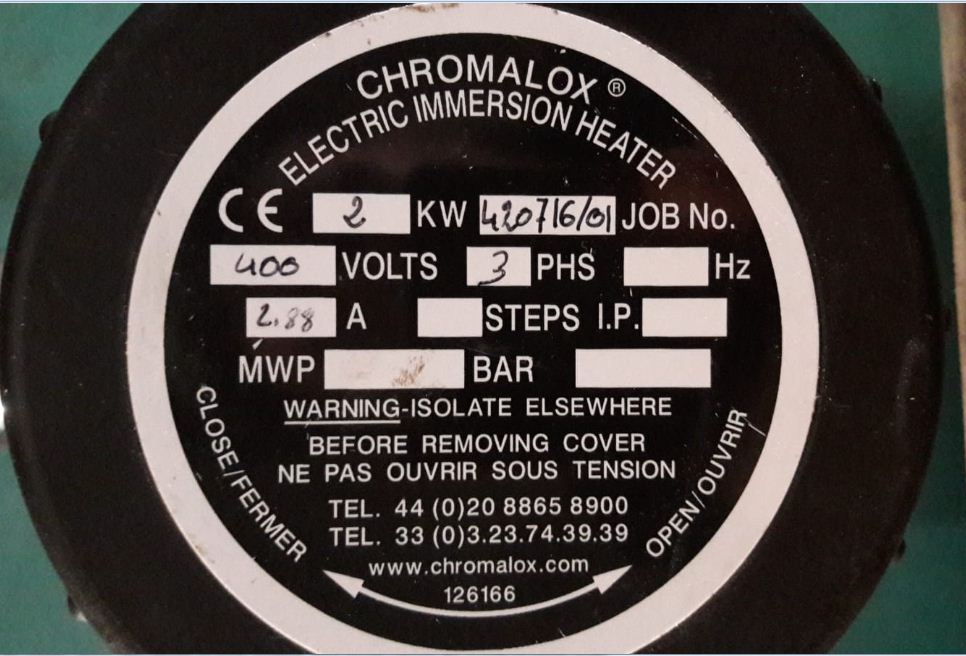 CHROMALOX ®
ELECTRIC IMMERSION HEATER
CE 2 KW 420716/01 JOB No.
400 VOLTS 3 PHS Hz
2.88 A STEPS I.P.
MWP BAR
WARNING-ISOLATE ELSEWHERE
BEFORE REMOVING COVER
NE PAS OUVRIR SOUS TENSION
TEL. 44 (0)20 8865 8900
TEL. 33 (0)3.23.74.39.39
www.chromalox.com
126166
CLOSE/FERMER
OPEN/OUVRIR